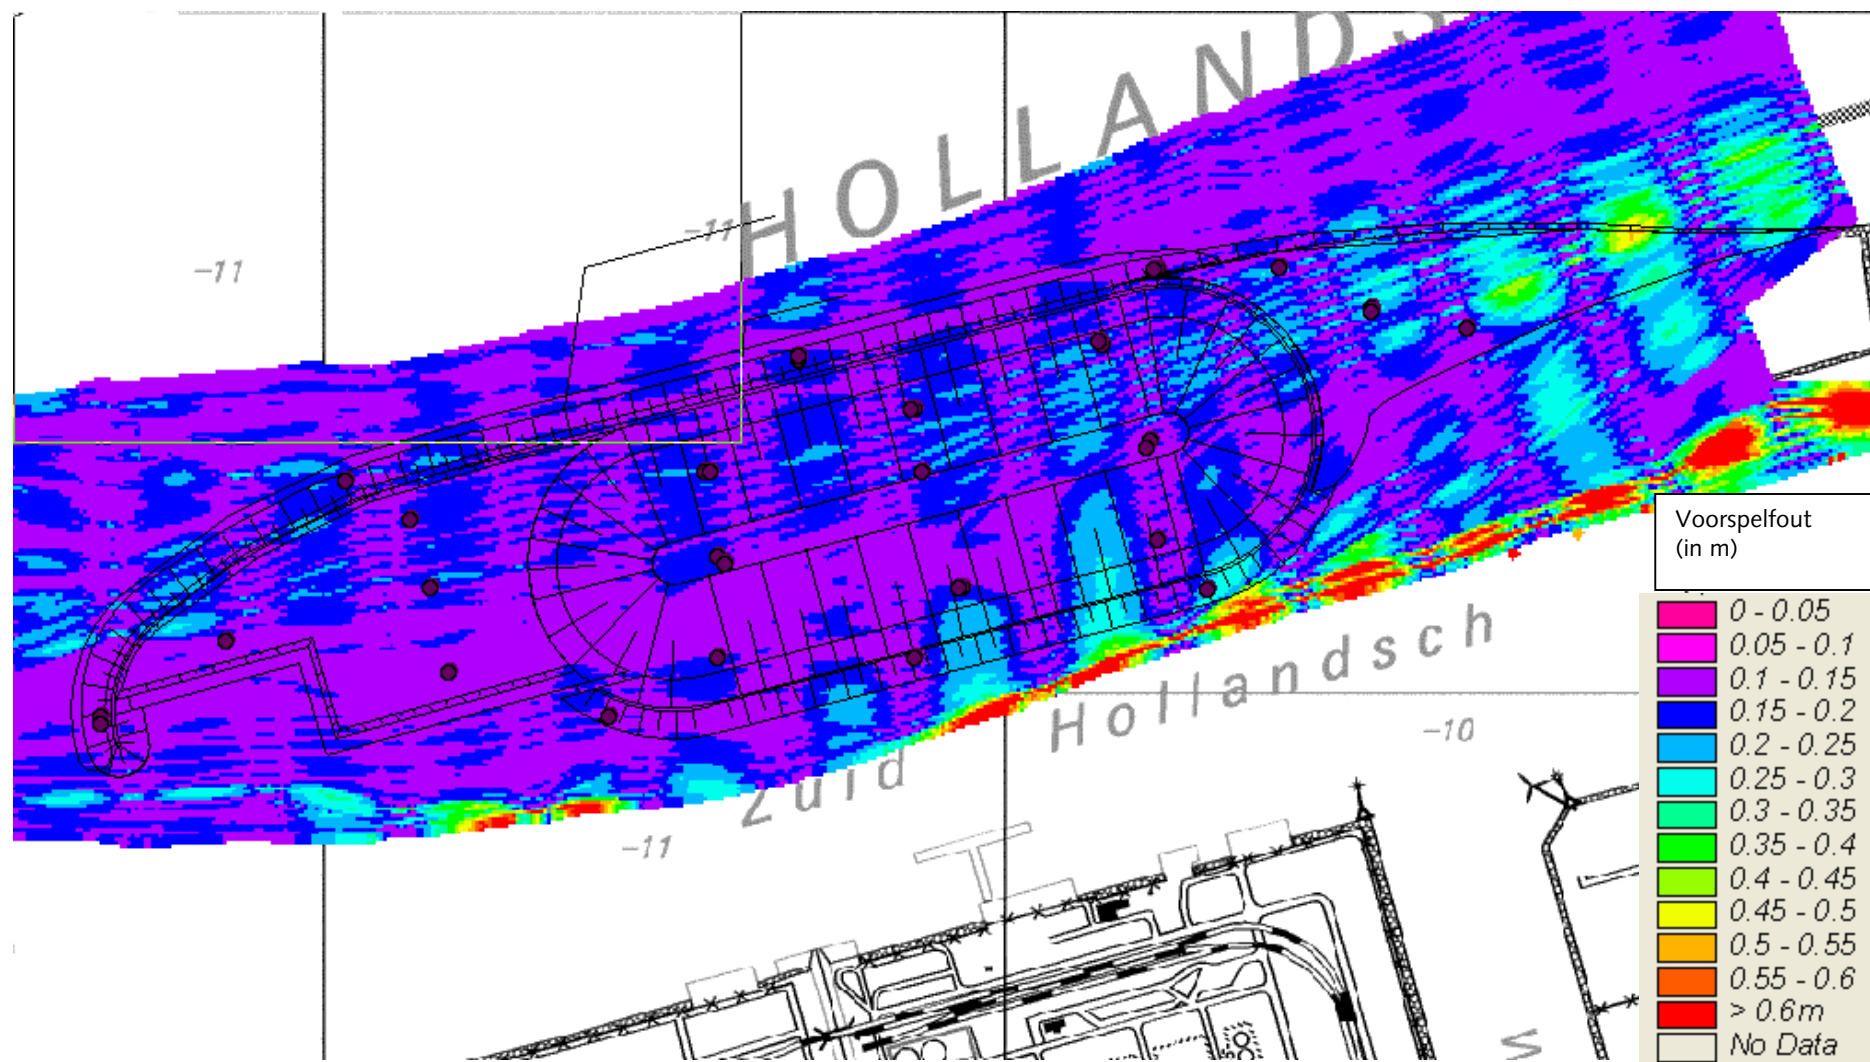 HOLLANDS
-11
-11
Zuid Hollandsch
-10
-11
Voorspelfout
(in m)
0 - 0.05
0.05 - 0.1
0.1 - 0.15
0.15 - 0.2
0.2 - 0.25
0.25 - 0.3
0.3 - 0.35
0.35 - 0.4
0.4 - 0.45
0.45 - 0.5
0.5 - 0.55
0.55 - 0.6
> 0.6m
No Data